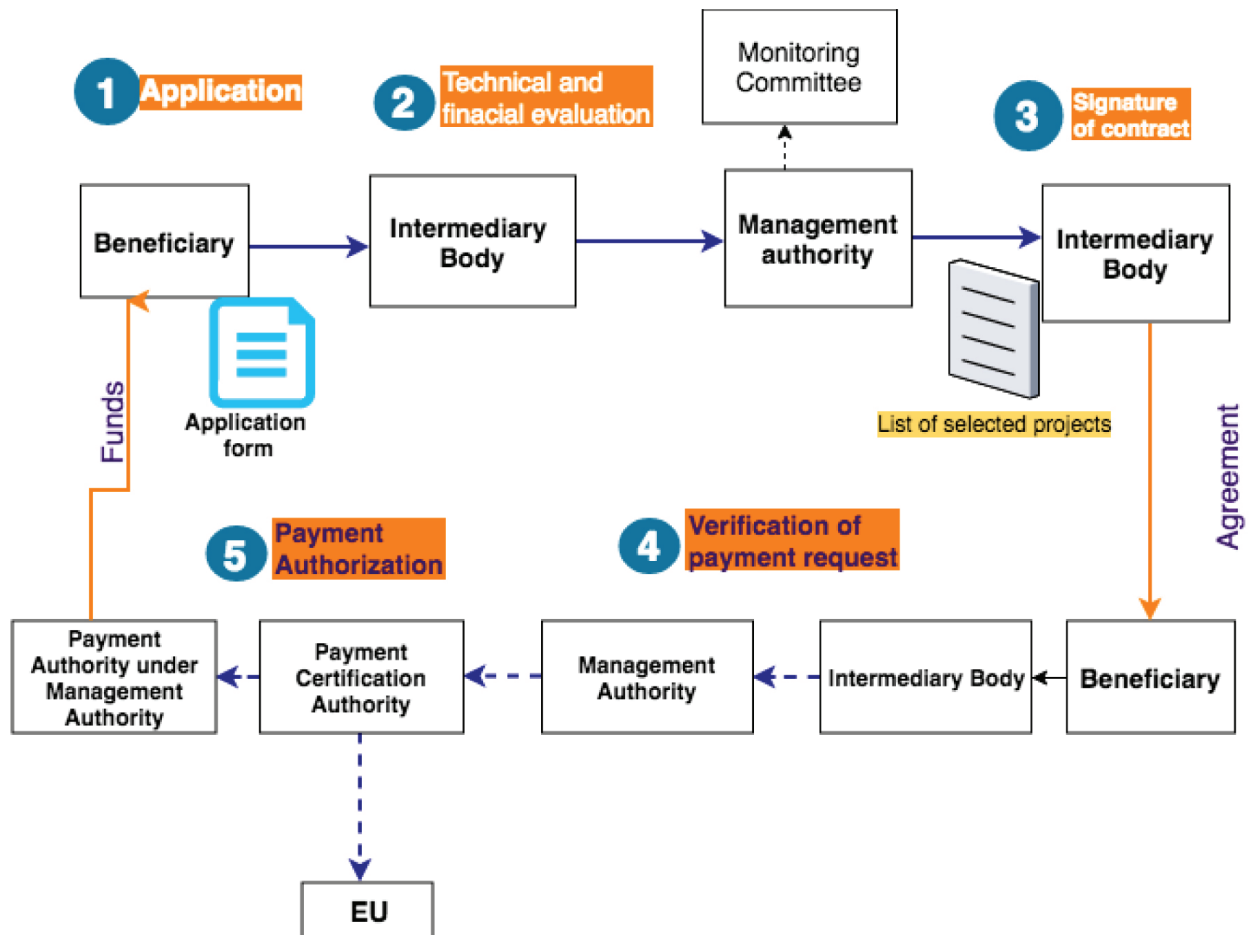 1 Application
2 Technical and
finacial evaluation
Monitoring
Committee
3 Signature
of contract
Beneficiary
Intermediary
Body
Management
authority
Intermediary
Body
Application
form
List of selected projects
Funds
Agreement
5 Payment
Authorization
4 Verification of
payment request
Payment
Authority under
Management
Authority
Payment
Certification
Authority
Management
Authority
Intermediary Body
Beneficiary
EU